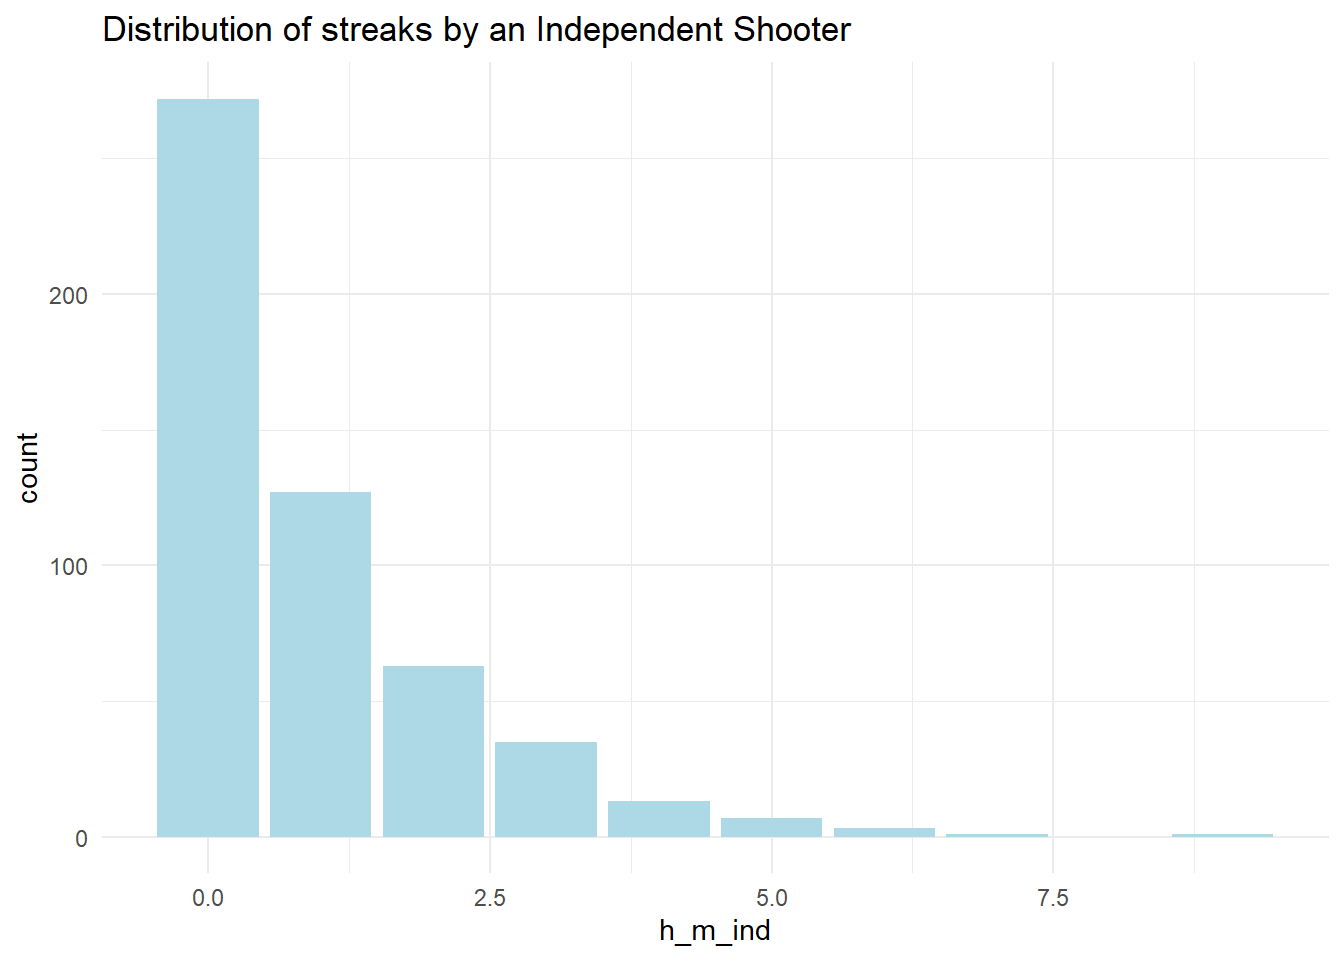 Distribution of streaks by an Independent Shooter
200
100
0
count
0.0 2.5 5.0 7.5
h_m_ind